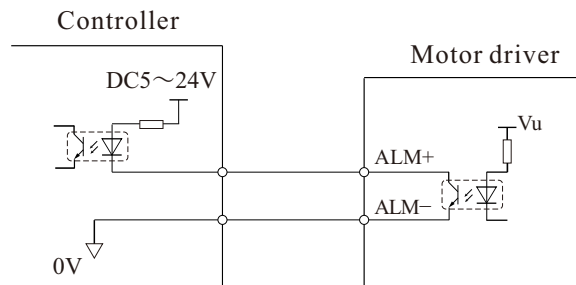 Controller
Motor driver
DC5～24V
Vu
ALM+
ALM−
0V